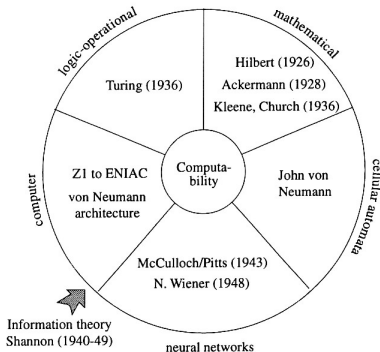 logic-operational
mathematical
Turing (1936)
Hilbert (1926)
Ackermann (1928)
Kleene, Church (1936)
computer
Z1 to ENIAC
von Neumann
architecture
Computa-
bility
John von
Neumann
cellular automata
McCulloch/Pitts (1943)
N. Wiener (1948)
Information theory
Shannon (1940-49)
neural networks